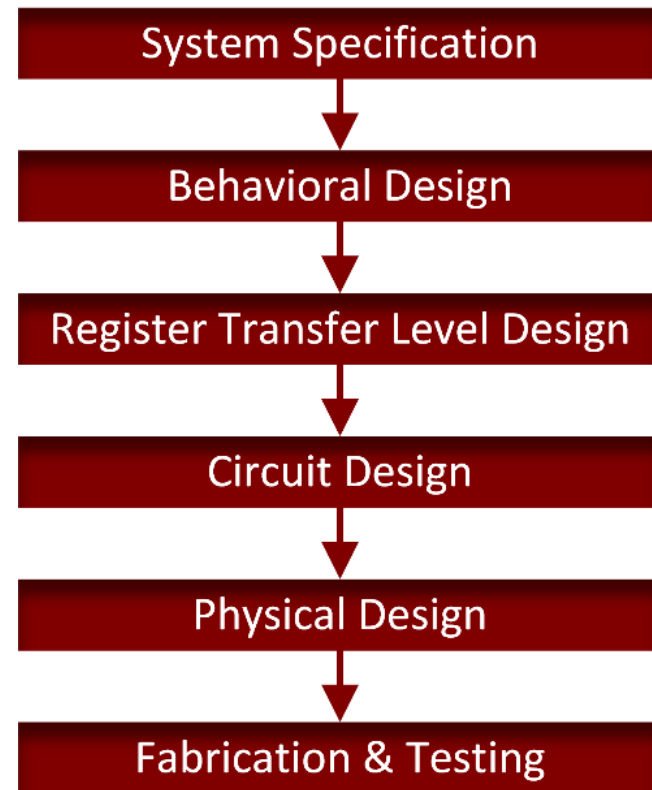 System Specification
Behavioral Design
Register Transfer Level Design
Circuit Design
Physical Design
Fabrication & Testing